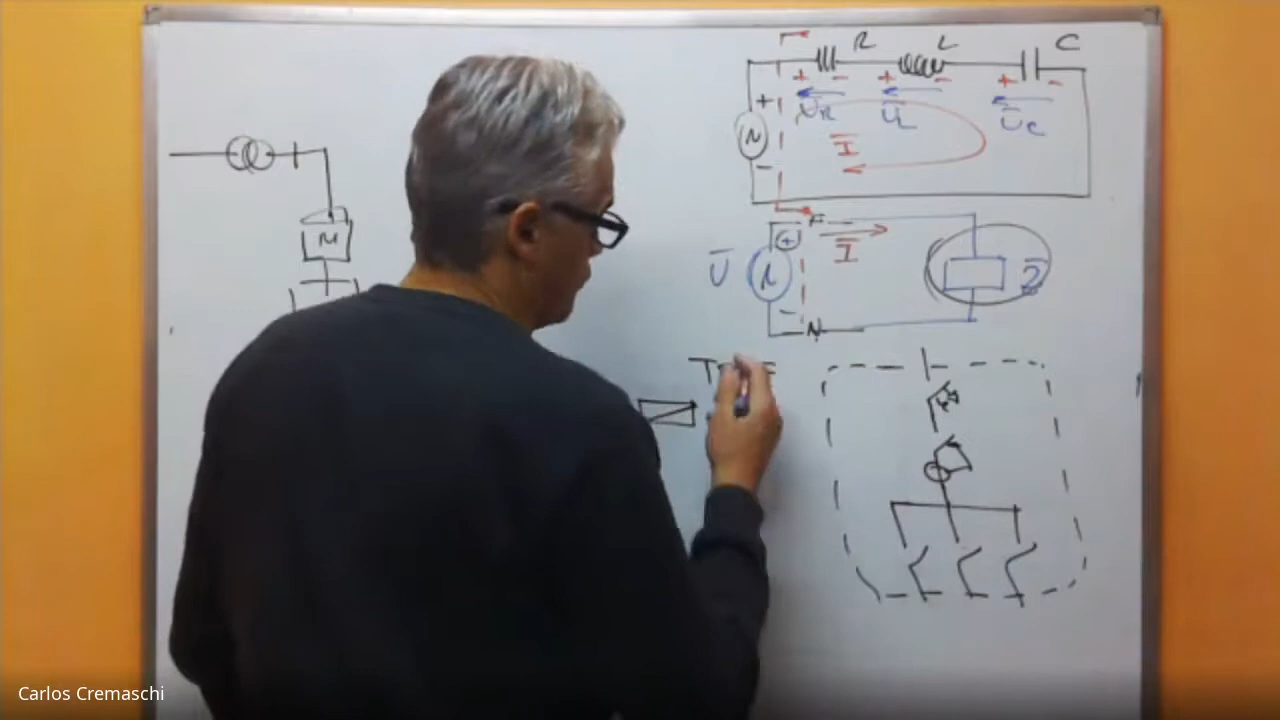 R L C
+ - + - + -
+
U_R U_L U_C
I
-
F
+
U I Z
-
N
M
Carlos Cremaschi